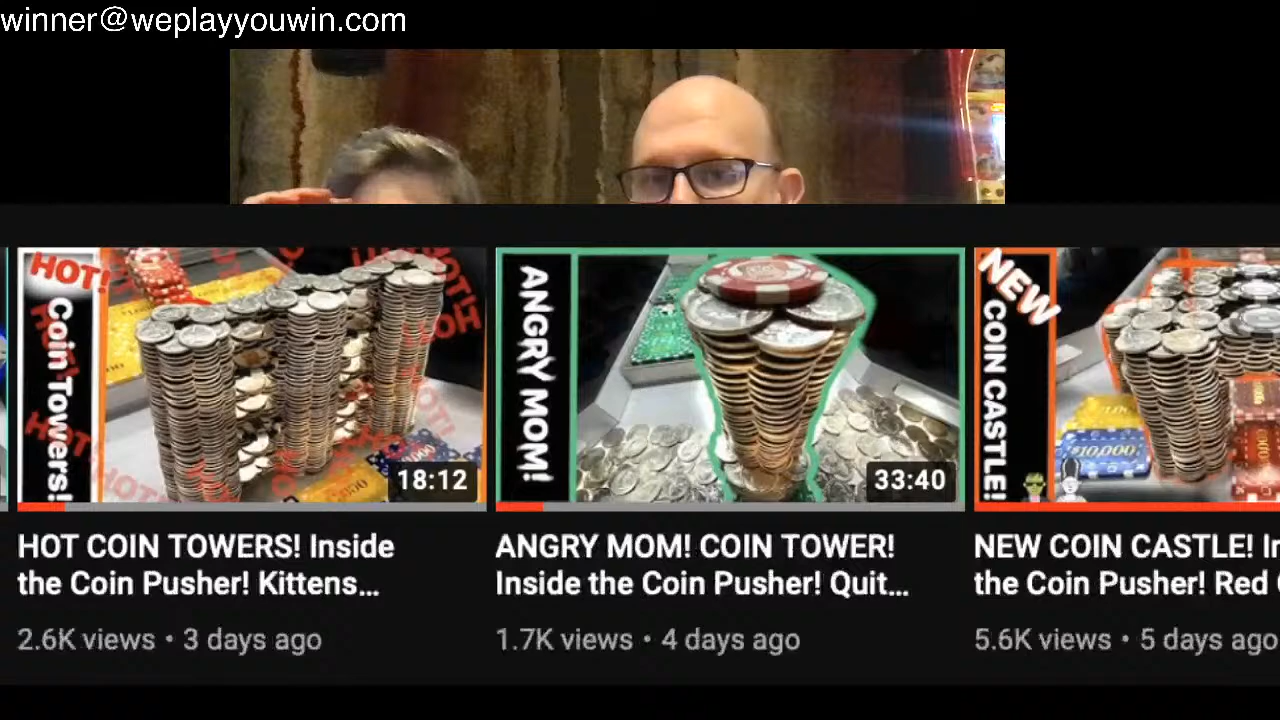 winner@weplayyouwin.com
HOT!
Coin Towers!
ANGRY MOM!
NEW
COIN CASTLE!
$10,000
18:12
33:40
HOT COIN TOWERS! Inside
the Coin Pusher! Kittens...
ANGRY MOM! COIN TOWER!
Inside the Coin Pusher! Quit...
NEW COIN CASTLE!
the Coin Pusher! Red
2.6K views • 3 days ago
1.7K views • 4 days ago
5.6K views • 5 days ago